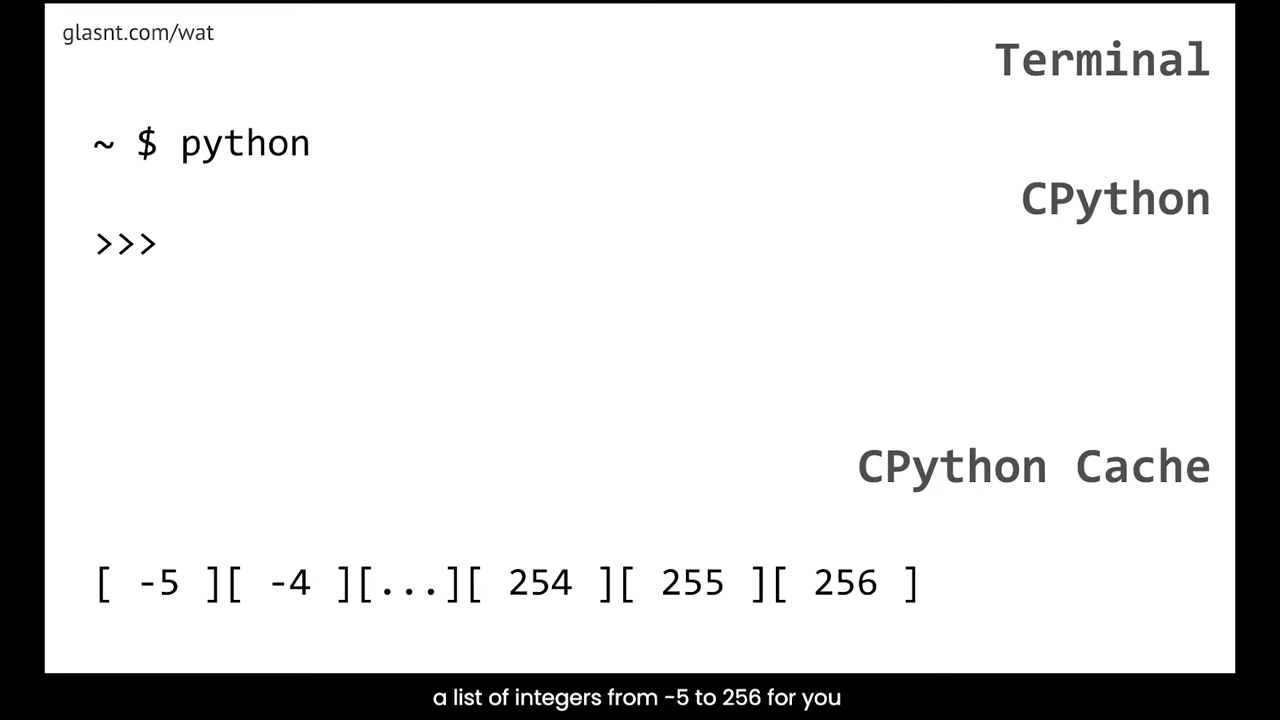 glasnt.com/wat
Terminal
~ $ python
CPython
>>>
CPython Cache
[ -5 ][ -4 ][...][ 254 ][ 255 ][ 256 ]
a list of integers from -5 to 256 for you